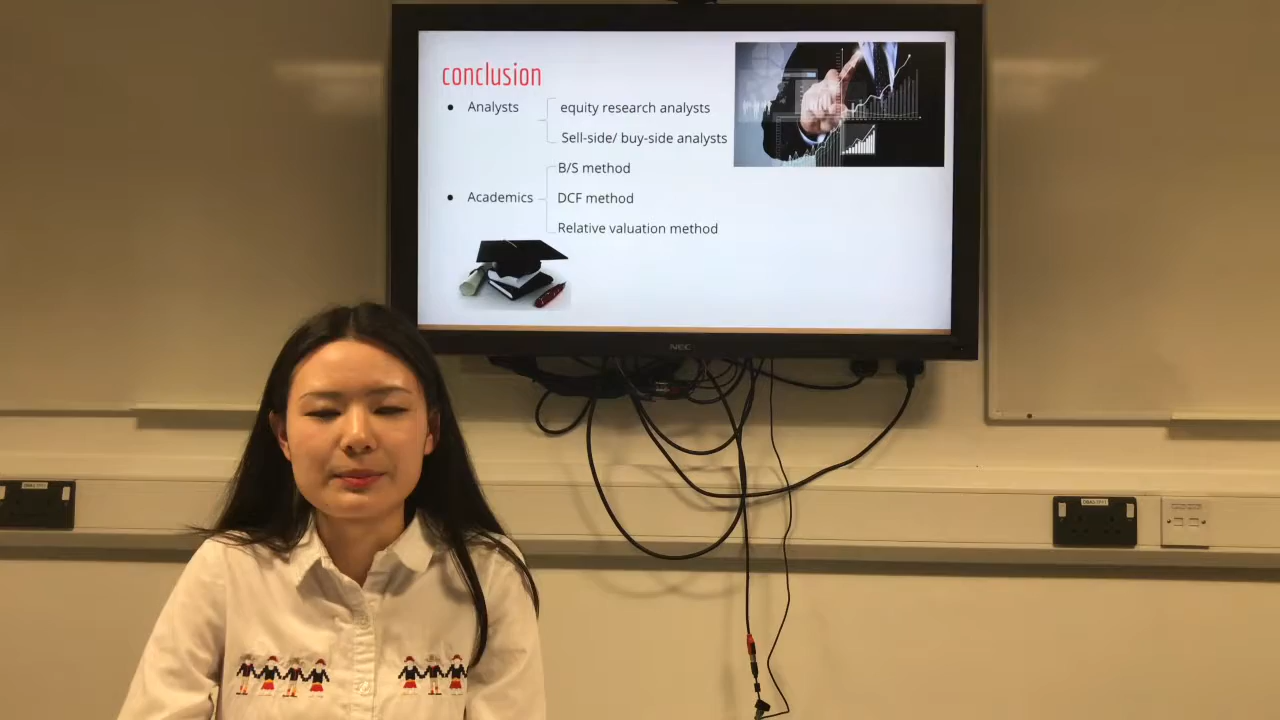 conclusion
● Analysts
equity research analysts
Sell-side/ buy-side analysts
● Academics
B/S method
DCF method
Relative valuation method
NEC